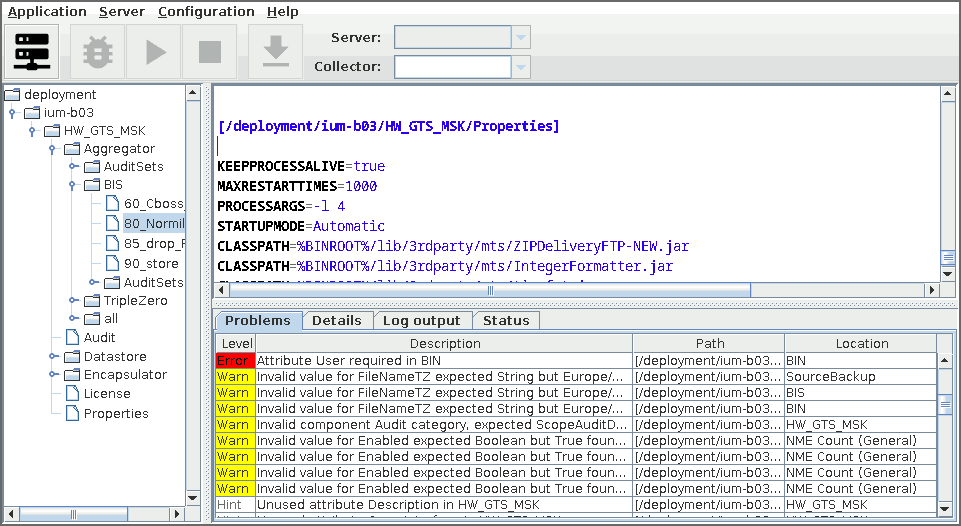 Application Server Configuration Help
Server:
Collector:
deployment
ium-b03
HW_GTS_MSK
Aggregator
AuditSets
BIS
60_Cboss_
80_Normil
85_drop_
90_store
AuditSets
TripleZero
all
Audit
Datastore
Encapsulator
License
Properties
[/deployment/ium-b03/HW_GTS_MSK/Properties]
KEEPPROCESSALIVE=true
MAXRESTARTTIMES=1000
PROCESSARGS=-l 4
STARTUPMODE=Automatic
CLASSPATH=%BINROOT%/lib/3rdparty/mts/ZIPDeliveryFTP-NEW.jar
CLASSPATH=%BINROOT%/lib/3rdparty/mts/IntegerFormatter.jar
Problems Details Log output Status
Level Description Path Location
Error Attribute User required in BIN [/deployment/ium-b03... BIN
Warn Invalid value for FileNameTZ expected String but Europe/... [/deployment/ium-b03... SourceBackup
Warn Invalid value for FileNameTZ expected String but Europe/... [/deployment/ium-b03... BIS
Warn Invalid value for FileNameTZ expected String but Europe/... [/deployment/ium-b03... BIN
Warn Invalid component Audit category, expected ScopeAuditD... [/deployment/ium-b03... HW_GTS_MSK
Warn Invalid value for Enabled expected Boolean but True foun... [/deployment/ium-b03... NME Count (General)
Warn Invalid value for Enabled expected Boolean but True foun... [/deployment/ium-b03... NME Count (General)
Warn Invalid value for Enabled expected Boolean but True foun... [/deployment/ium-b03... NME Count (General)
Warn Invalid value for Enabled expected Boolean but True foun... [/deployment/ium-b03... NME Count (General)
Hint Unused attribute Description in HW_GTS_MSK [/deployment/ium-b03... HW_GTS_MSK